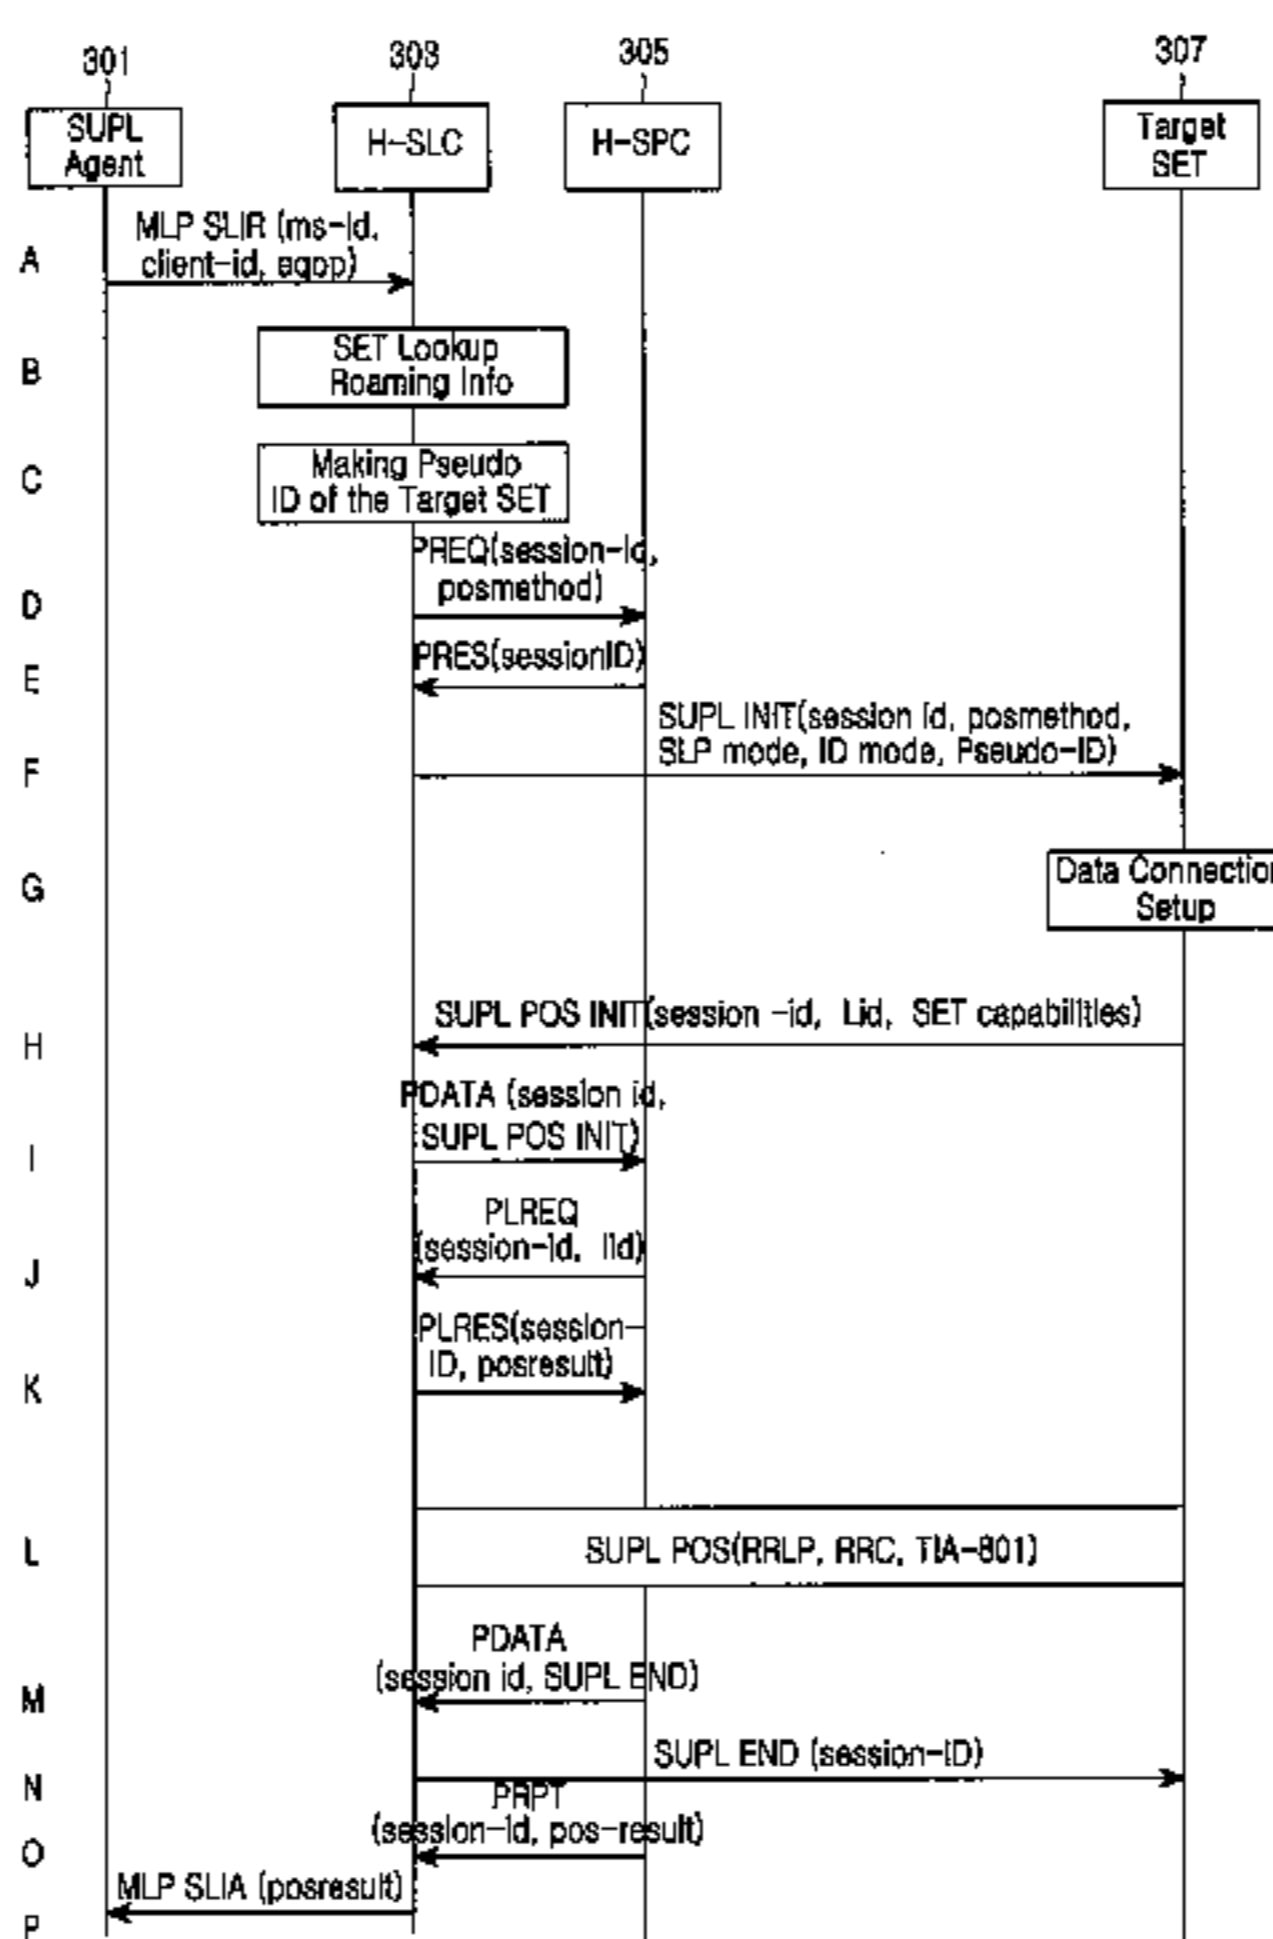 301
303
305
307
SUPL
Agent
H-SLC
H-SPC
Target
SET
MLP SLIR (ms-id,
client-id, eqop)
A
SET Lookup
Roaming Info
B
Making Pseudo
ID of the Target SET
C
PREQ(session-id,
posmethod)
D
PRES(sessionID)
E
SUPL INIT(session id, posmethod,
SLP mode, ID mode, Pseudo-ID)
F
Data Connection
Setup
G
SUPL POS INIT(session -id, Lid, SET capabilities)
H
PDATA (session id,
SUPL POS INIT)
I
PLREQ
(session-id, lid)
J
PLRES(session-
ID, posresult)
K
SUPL POS(RRLP, RRC, TIA-801)
L
PDATA
(session id, SUPL END)
M
SUPL END (session-ID)
N
PRPT
(session-id, pos-result)
O
MLP SLIA (posresult)
P